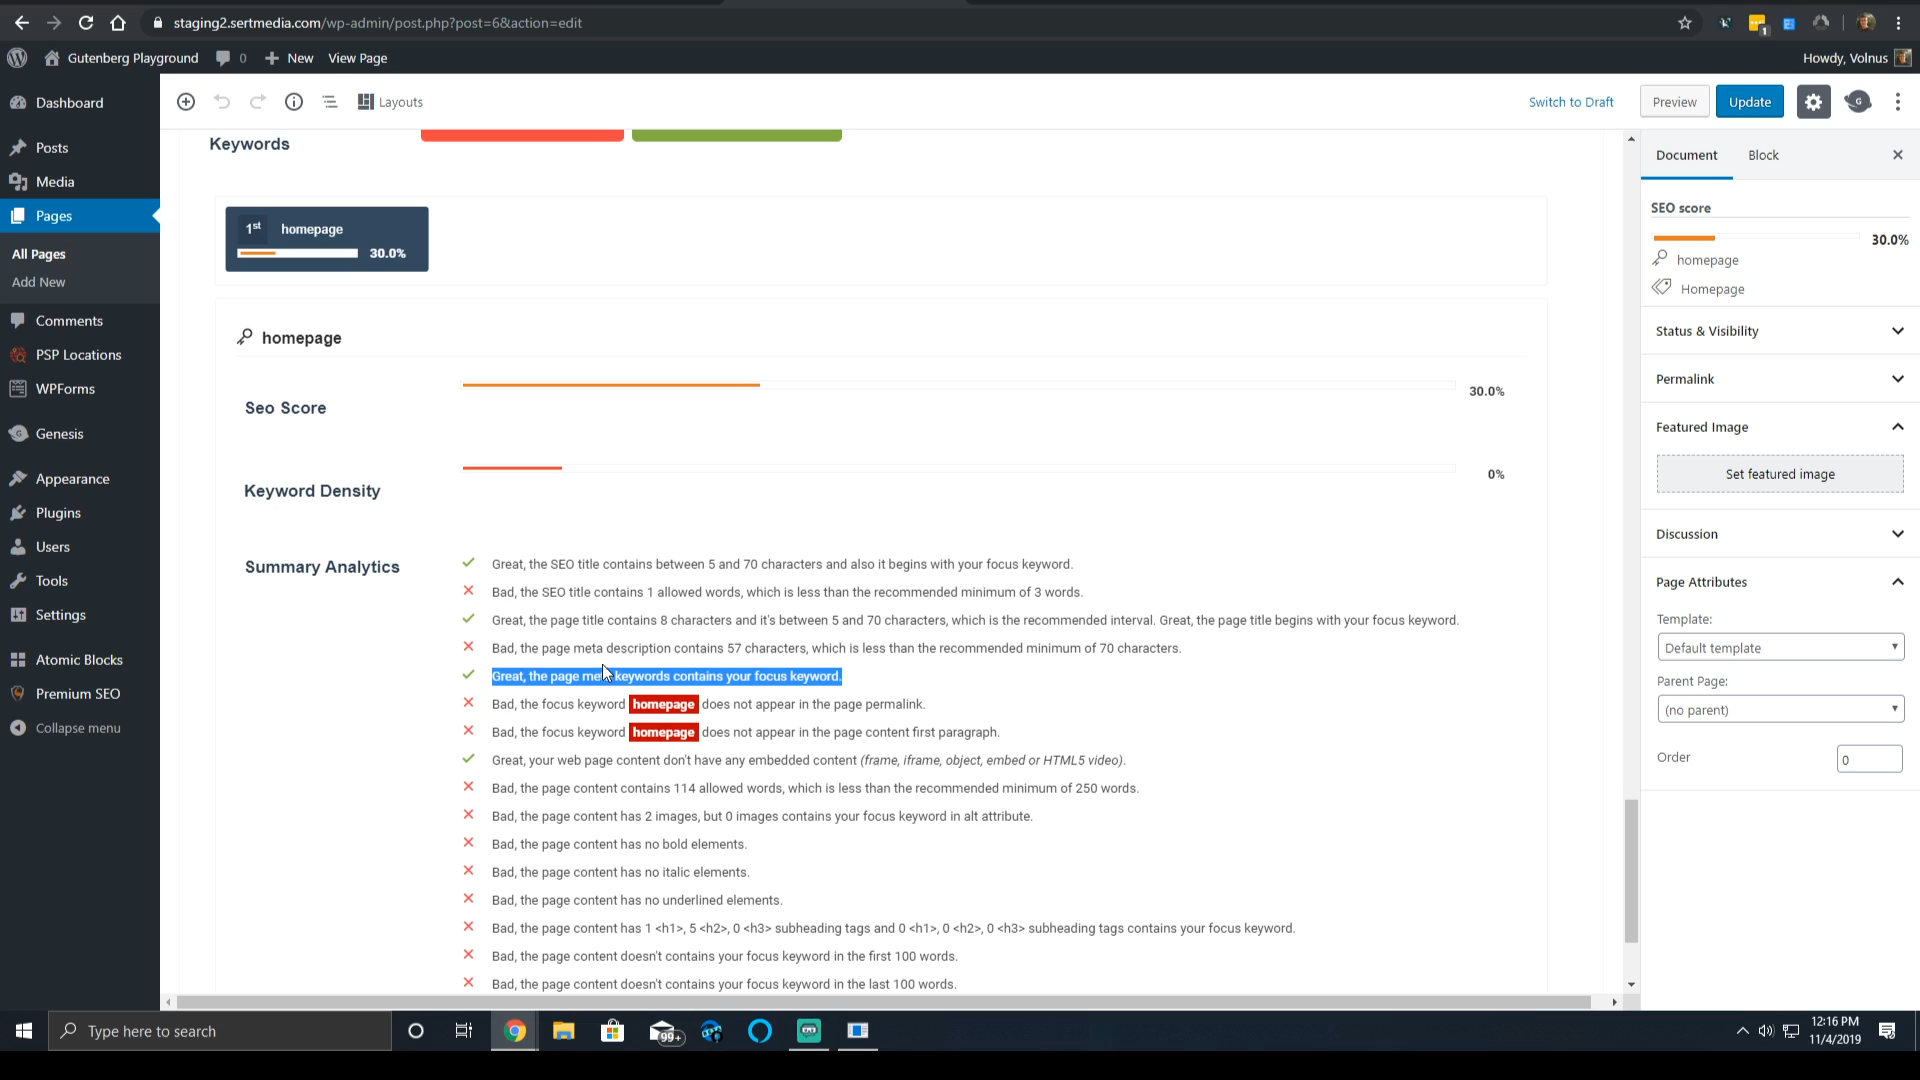 staging2.sertmedia.com/wp-admin/post.php?post=6&action=edit
1
Gutenberg Playground
0
New
View Page
Howdy, Volnus
Dashboard
Posts
Media
Pages
All Pages
Add New
Comments
PSP Locations
WPForms
Genesis
Appearance
Plugins
Users
Tools
Settings
Atomic Blocks
Premium SEO
Collapse menu
Layouts
Switch to Draft
Preview
Update
G
Keywords
1st homepage
30.0%
homepage
Seo Score
30.0%
Keyword Density
0%
Summary Analytics
Great, the SEO title contains between 5 and 70 characters and also it begins with your focus keyword.
Bad, the SEO title contains 1 allowed words, which is less than the recommended minimum of 3 words.
Great, the page title contains 8 characters and it's between 5 and 70 characters, which is the recommended interval. Great, the page title begins with your focus keyword.
Bad, the page meta description contains 57 characters, which is less than the recommended minimum of 70 characters.
Great, the page meta keywords contains your focus keyword.
Bad, the focus keyword homepage does not appear in the page permalink.
Bad, the focus keyword homepage does not appear in the page content first paragraph.
Great, your web page content don't have any embedded content (frame, iframe, object, embed or HTML5 video).
Bad, the page content contains 114 allowed words, which is less than the recommended minimum of 250 words.
Bad, the page content has 2 images, but 0 images contains your focus keyword in alt attribute.
Bad, the page content has no bold elements.
Bad, the page content has no italic elements.
Bad, the page content has no underlined elements.
Bad, the page content has 1 <h1>, 5 <h2>, 0 <h3> subheading tags and 0 <h1>, 0 <h2>, 0 <h3> subheading tags contains your focus keyword.
Bad, the page content doesn't contains your focus keyword in the first 100 words.
Bad, the page content doesn't contains your focus keyword in the last 100 words.
Document
Block
SEO score
30.0%
homepage
Homepage
Status & Visibility
Permalink
Featured Image
Set featured image
Discussion
Page Attributes
Template:
Default template
Parent Page:
(no parent)
Order
0
Type here to search
99+
12:16 PM
11/4/2019